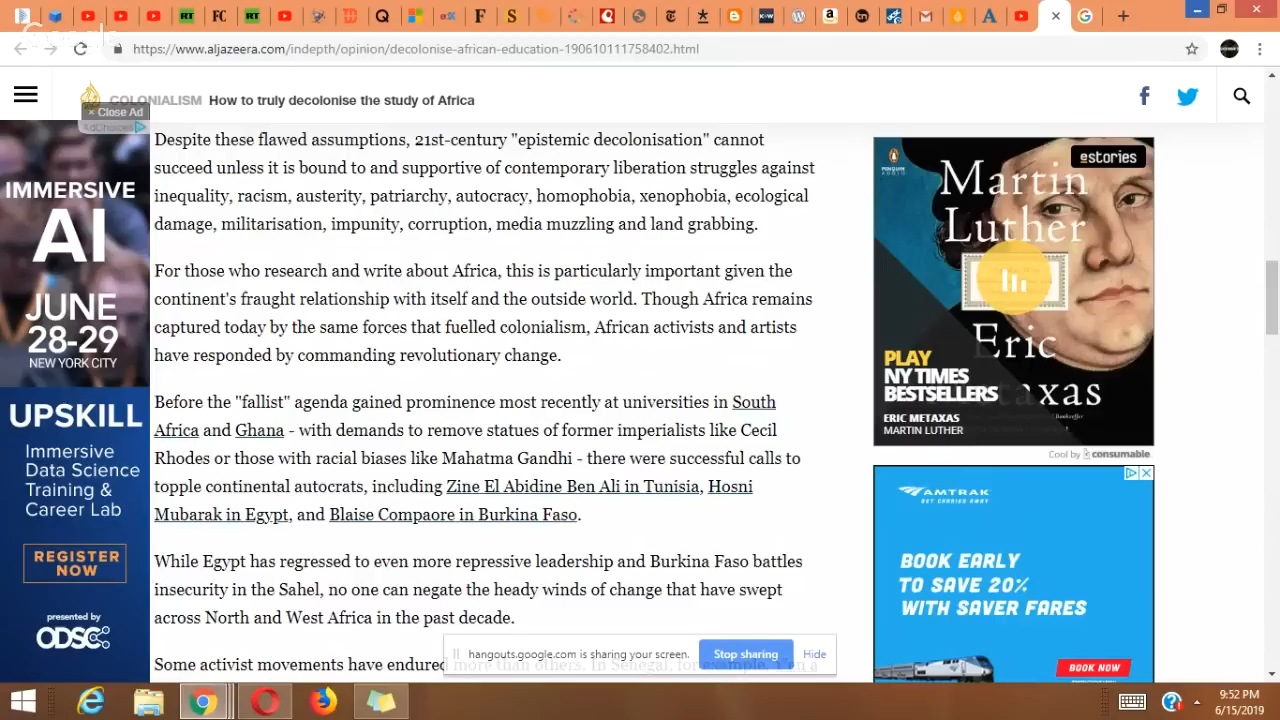 https://www.aljazeera.com/indepth/opinion/decolonise-african-education-190610111758402.html
COLONIALISM How to truly decolonise the study of Africa
× Close Ad
AdChoices
IMMERSIVE
AI
JUNE
28-29
NEW YORK CITY
UPSKILL
Immersive
Data Science
Training &
Career Lab
REGISTER
NOW
presented by
ODSC
Despite these flawed assumptions, 21st-century "epistemic decolonisation" cannot
succeed unless it is bound to and supportive of contemporary liberation struggles against
inequality, racism, austerity, patriarchy, autocracy, homophobia, xenophobia, ecological
damage, militarisation, impunity, corruption, media muzzling and land grabbing.
For those who research and write about Africa, this is particularly important given the
continent's fraught relationship with itself and the outside world. Though Africa remains
captured today by the same forces that fuelled colonialism, African activists and artists
have responded by commanding revolutionary change.
Before the "fallist" agenda gained prominence most recently at universities in South
Africa and Ghana - with demands to remove statues of former imperialists like Cecil
Rhodes or those with racial biases like Mahatma Gandhi - there were successful calls to
topple continental autocrats, including Zine El Abidine Ben Ali in Tunisia, Hosni
Mubarak in Egypt, and Blaise Compaore in Burkina Faso.
While Egypt has regressed to even more repressive leadership and Burkina Faso battles
insecurity in the Sahel, no one can negate the heady winds of change that have swept
across North and West Africa in the past decade.
Some activist movements have endured more than others. In Senegal, for example, Y'en a
estories
Penguin
Audio
Martin
Luther
Eric
taxas
PLAY
NY TIMES
BESTSELLERS
ERIC METAXAS
MARTIN LUTHER
Cool by consumable
AMTRAK
BOOK EARLY
TO SAVE 20%
WITH SAVER FARES
BOOK NOW
hangouts.google.com is sharing your screen. Stop sharing Hide
9:52 PM
6/15/2019